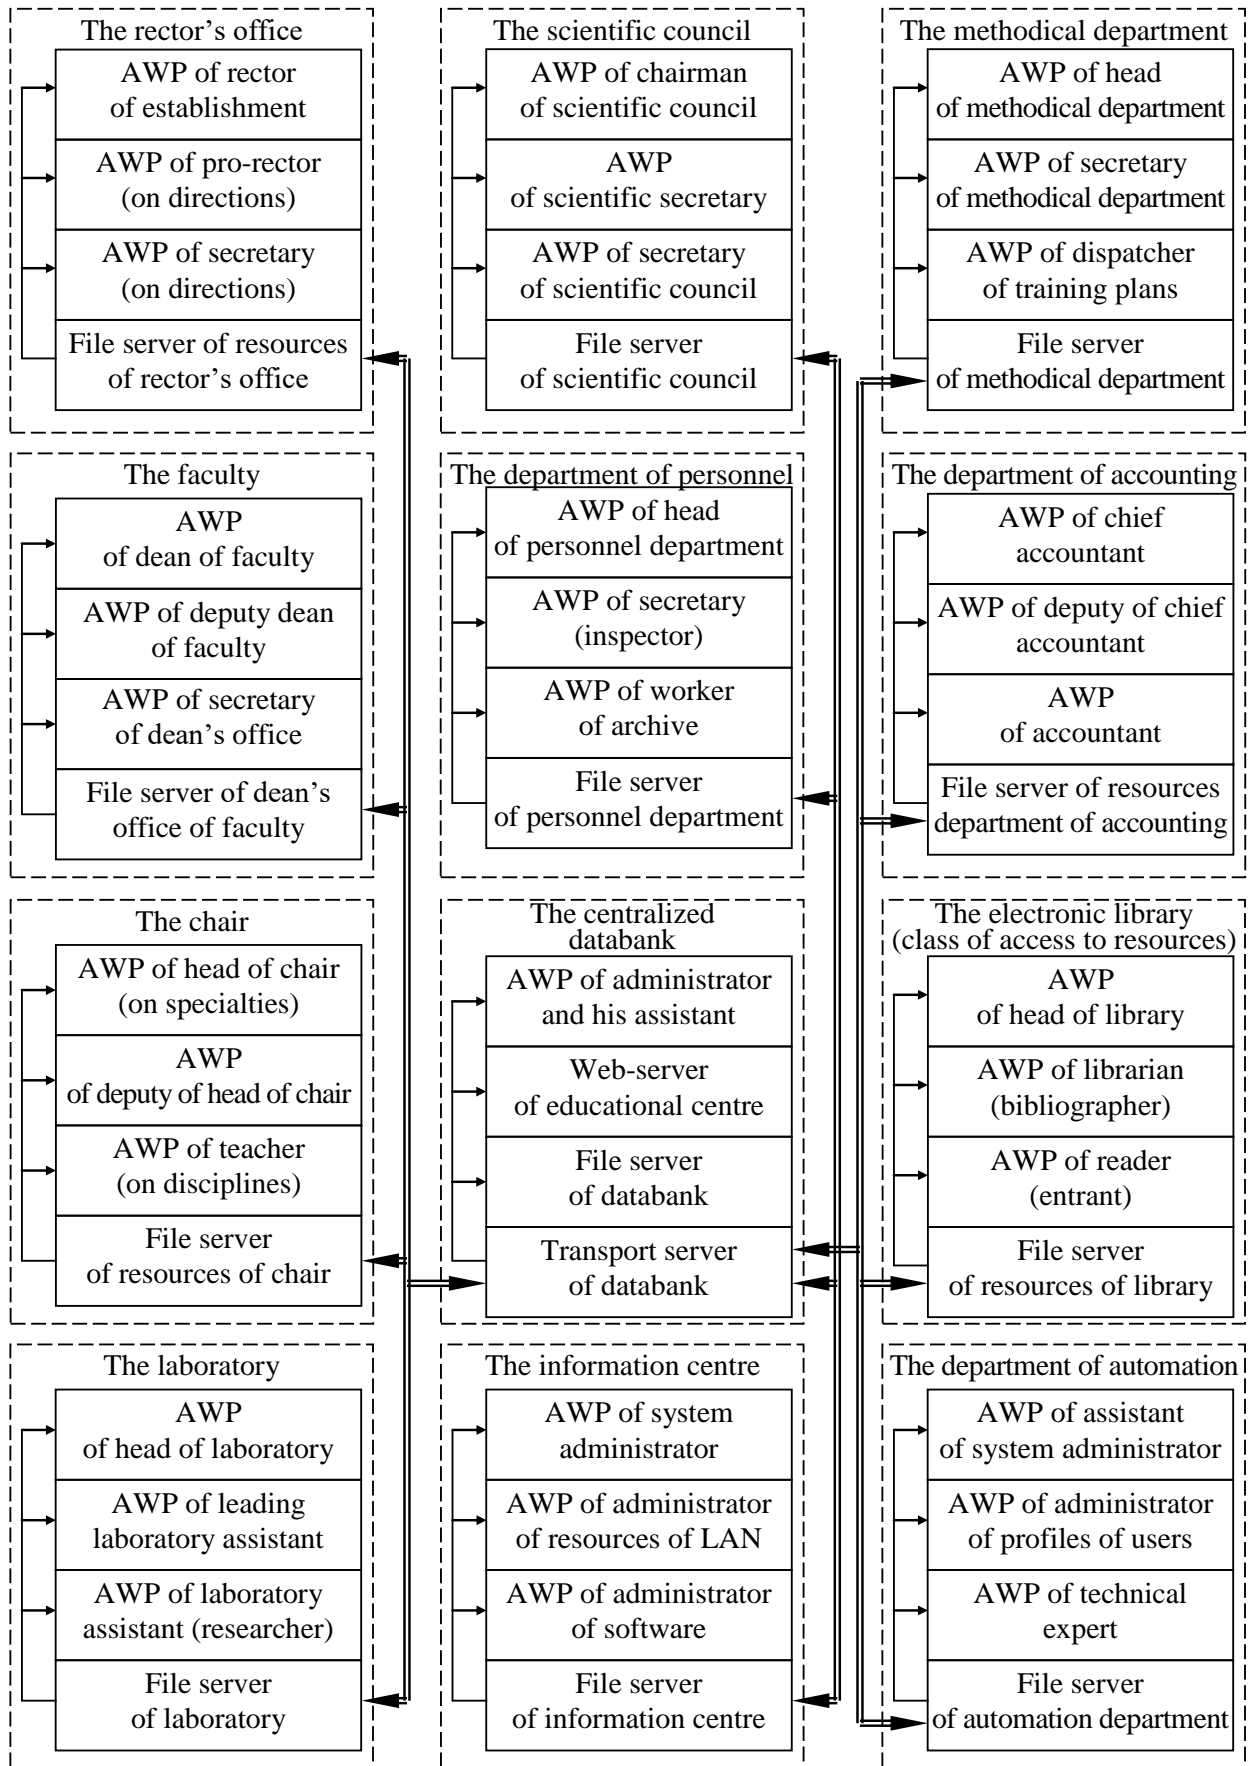 The rector's office
AWP of rector
of establishment
AWP of pro-rector
(on directions)
AWP of secretary
(on directions)
File server of resources
of rector's office
The scientific council
AWP of chairman
of scientific council
AWP
of scientific secretary
AWP of secretary
of scientific council
File server
of scientific council
The methodical department
AWP of head
of methodical department
AWP of secretary
of methodical department
AWP of dispatcher
of training plans
File server
of methodical department
The faculty
AWP
of dean of faculty
AWP of deputy dean
of faculty
AWP of secretary
of dean's office
File server of dean's
office of faculty
The department of personnel
AWP of head
of personnel department
AWP of secretary
(inspector)
AWP of worker
of archive
File server
of personnel department
The department of accounting
AWP of chief
accountant
AWP of deputy of chief
accountant
AWP
of accountant
File server of resources
department of accounting
The chair
AWP of head of chair
(on specialties)
AWP
of deputy of head of chair
AWP of teacher
(on disciplines)
File server
of resources of chair
The centralized
databank
AWP of administrator
and his assistant
Web-server
of educational centre
File server
of databank
Transport server
of databank
The electronic library
(class of access to resources)
AWP
of head of library
AWP of librarian
(bibliographer)
AWP of reader
(entrant)
File server
of resources of library
The laboratory
AWP
of head of laboratory
AWP of leading
laboratory assistant
AWP of laboratory
assistant (researcher)
File server
of laboratory
The information centre
AWP of system
administrator
AWP of administrator
of resources of LAN
AWP of administrator
of software
File server
of information centre
The department of automation
AWP of assistant
of system administrator
AWP of administrator
of profiles of users
AWP of technical
expert
File server
of automation department